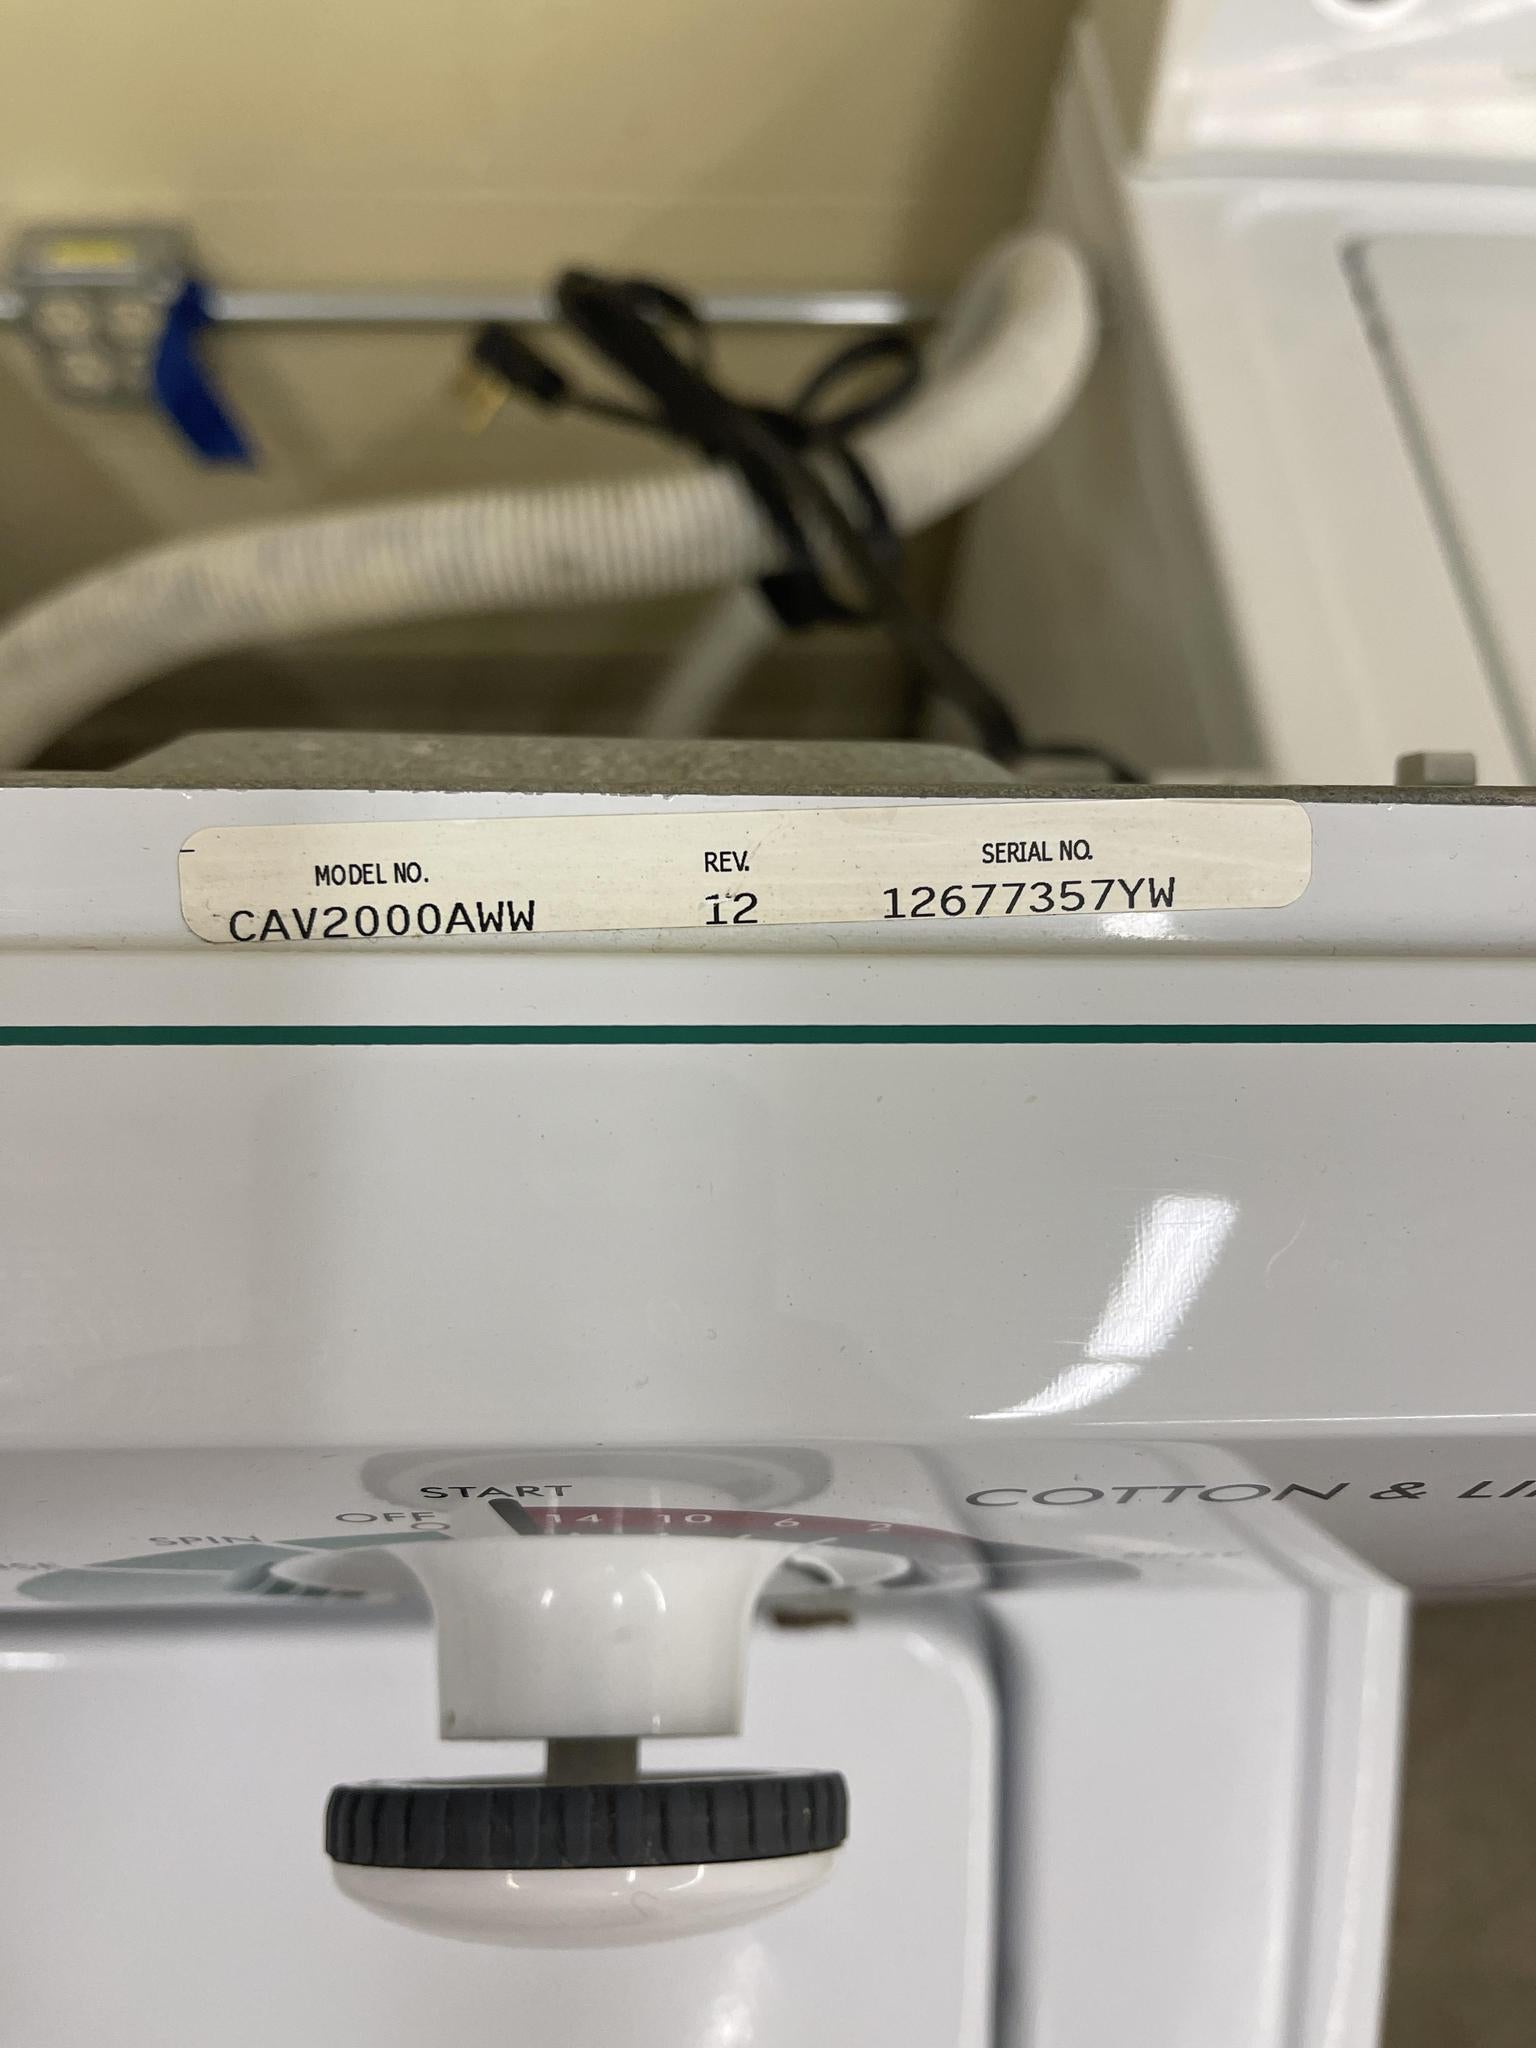 MODEL NO. REV. SERIAL NO.
CAV2000AWW 12 12677357YW
START COTTON &
OFF 14 10 6 2
SPIN